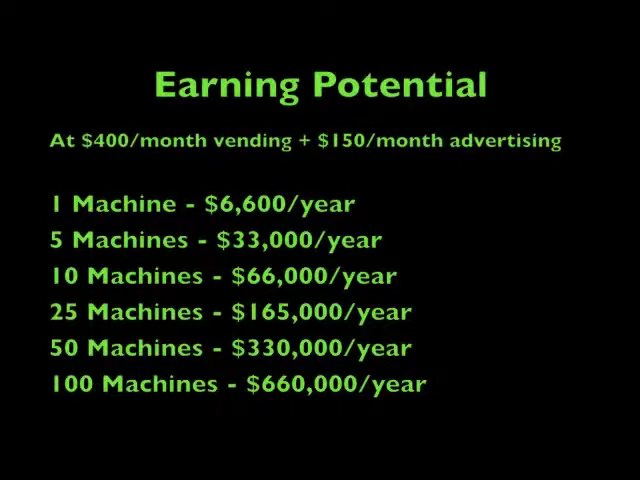 Earning Potential
At $400/month vending + $150/month advertising
1 Machine - $6,600/year
5 Machines - $33,000/year
10 Machines - $66,000/year
25 Machines - $165,000/year
50 Machines - $330,000/year
100 Machines - $660,000/year